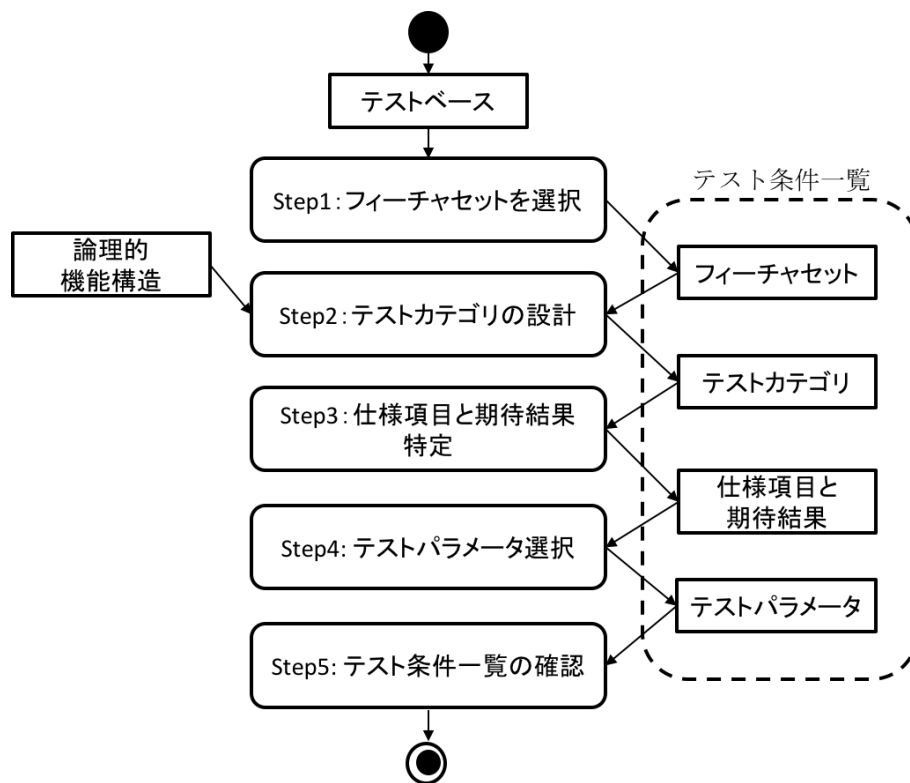 テストベース
Step1：フィーチャセットを選択
テスト条件一覧
論理的
機能構造
フィーチャセット
Step2：テストカテゴリの設計
テストカテゴリ
Step3：仕様項目と期待結果
特定
仕様項目と
期待結果
Step4: テストパラメータ選択
テストパラメータ
Step5: テスト条件一覧の確認